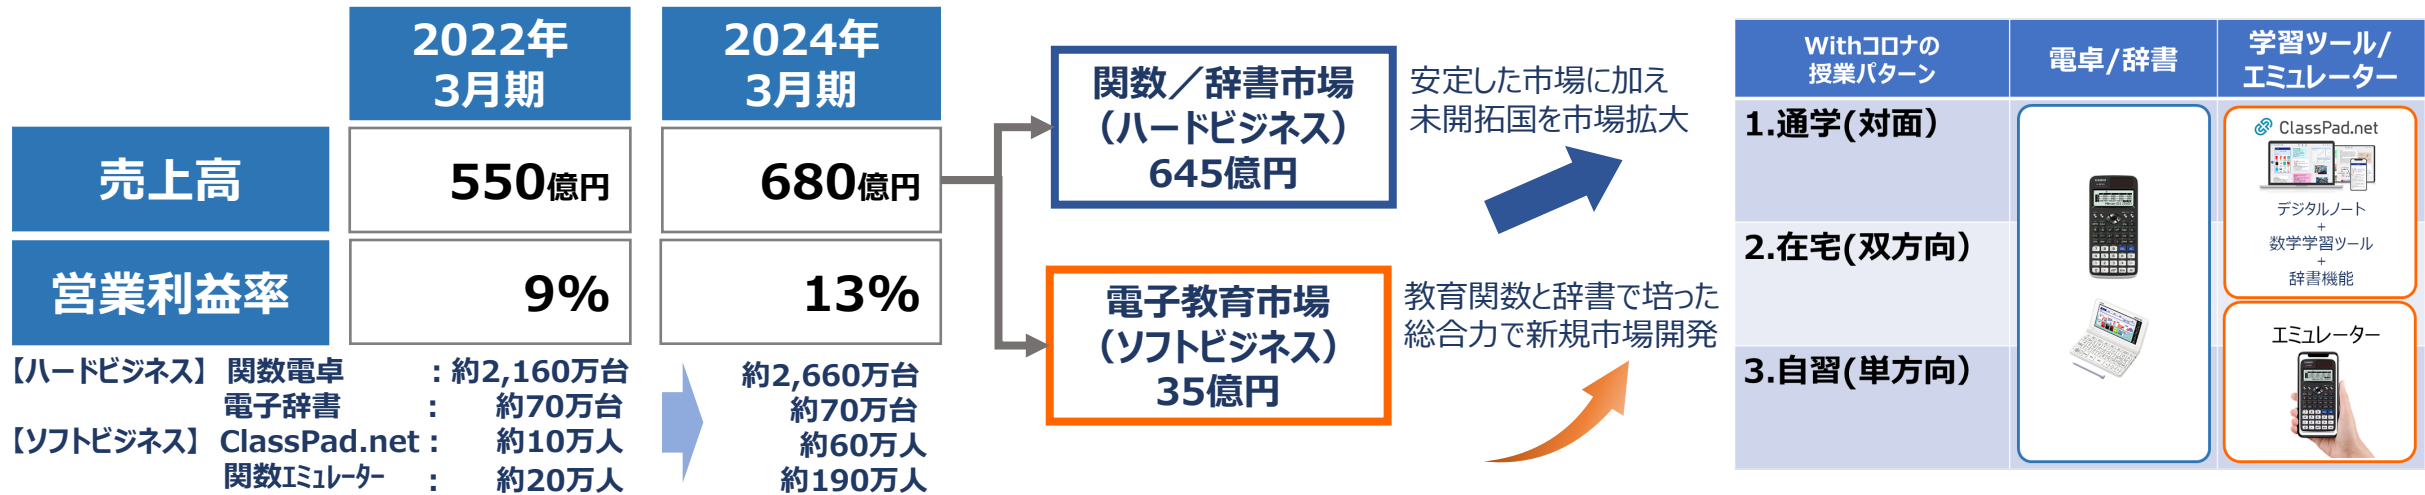 2022年
3月期
2024年
3月期
売上高
550億円
680億円
営業利益率
9%
13%
【ハードビジネス】 関数電卓 : 約2,160万台 約2,660万台
電子辞書 : 約70万台 約70万台
【ソフトビジネス】 ClassPad.net : 約10万人 約60万人
関数エミュレーター : 約20万人 約190万人
関数／辞書市場
（ハードビジネス）
645億円
安定した市場に加え
未開拓国を市場拡大
電子教育市場
（ソフトビジネス）
35億円
教育関数と辞書で培った
総合力で新規市場開発
Withコロナの
授業パターン
電卓/辞書
学習ツール/
エミュレーター
1.通学(対面）
2.在宅(双方向）
3.自習(単方向）
ClassPad.net
デジタルノート
+
数学学習ツール
+
辞書機能
エミュレーター